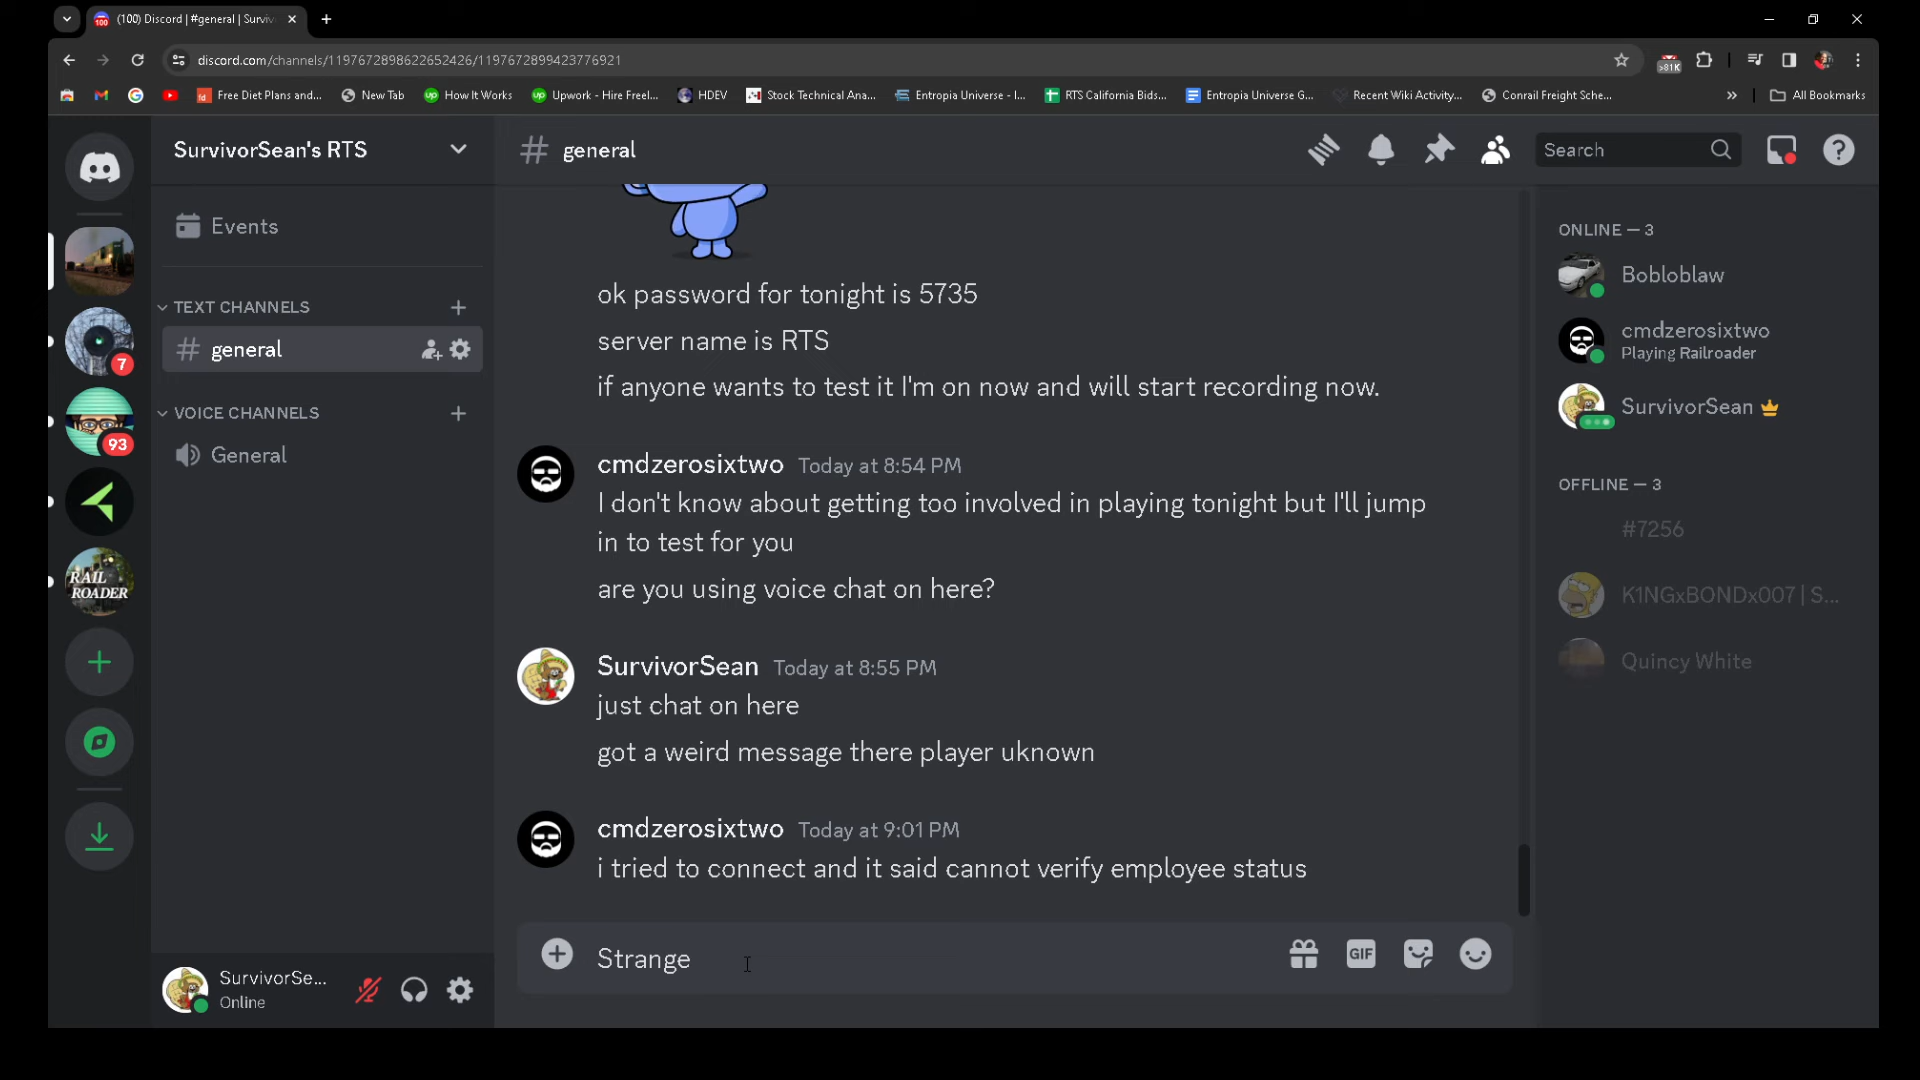 (100) Discord | #general | Surviv
discord.com/channels/1197672898622652426/1197672899423776921
>81K
Free Diet Plans and...
New Tab
How It Works
Upwork - Hire Freel...
HDEV
Stock Technical Ana...
Entropia Universe - I...
RTS California Bids...
Entropia Universe G...
Recent Wiki Activity...
Conrail Freight Sche...
»
All Bookmarks
SurvivorSean's RTS
general
Search
Events
TEXT CHANNELS
general
VOICE CHANNELS
General
7
93
RAIL
ROADER
ok password for tonight is 5735
server name is RTS
if anyone wants to test it I'm on now and will start recording now.
cmdzerosixtwo Today at 8:54 PM
I don't know about getting too involved in playing tonight but I'll jump
in to test for you
are you using voice chat on here?
SurvivorSean Today at 8:55 PM
just chat on here
got a weird message there player uknown
cmdzerosixtwo Today at 9:01 PM
i tried to connect and it said cannot verify employee status
Strange
GIF
SurvivorSe...
Online
ONLINE — 3
Bobloblaw
cmdzerosixtwo
Playing Railroader
SurvivorSean
OFFLINE — 3
#7256
K1NGxBONDx007 | S...
Quincy White